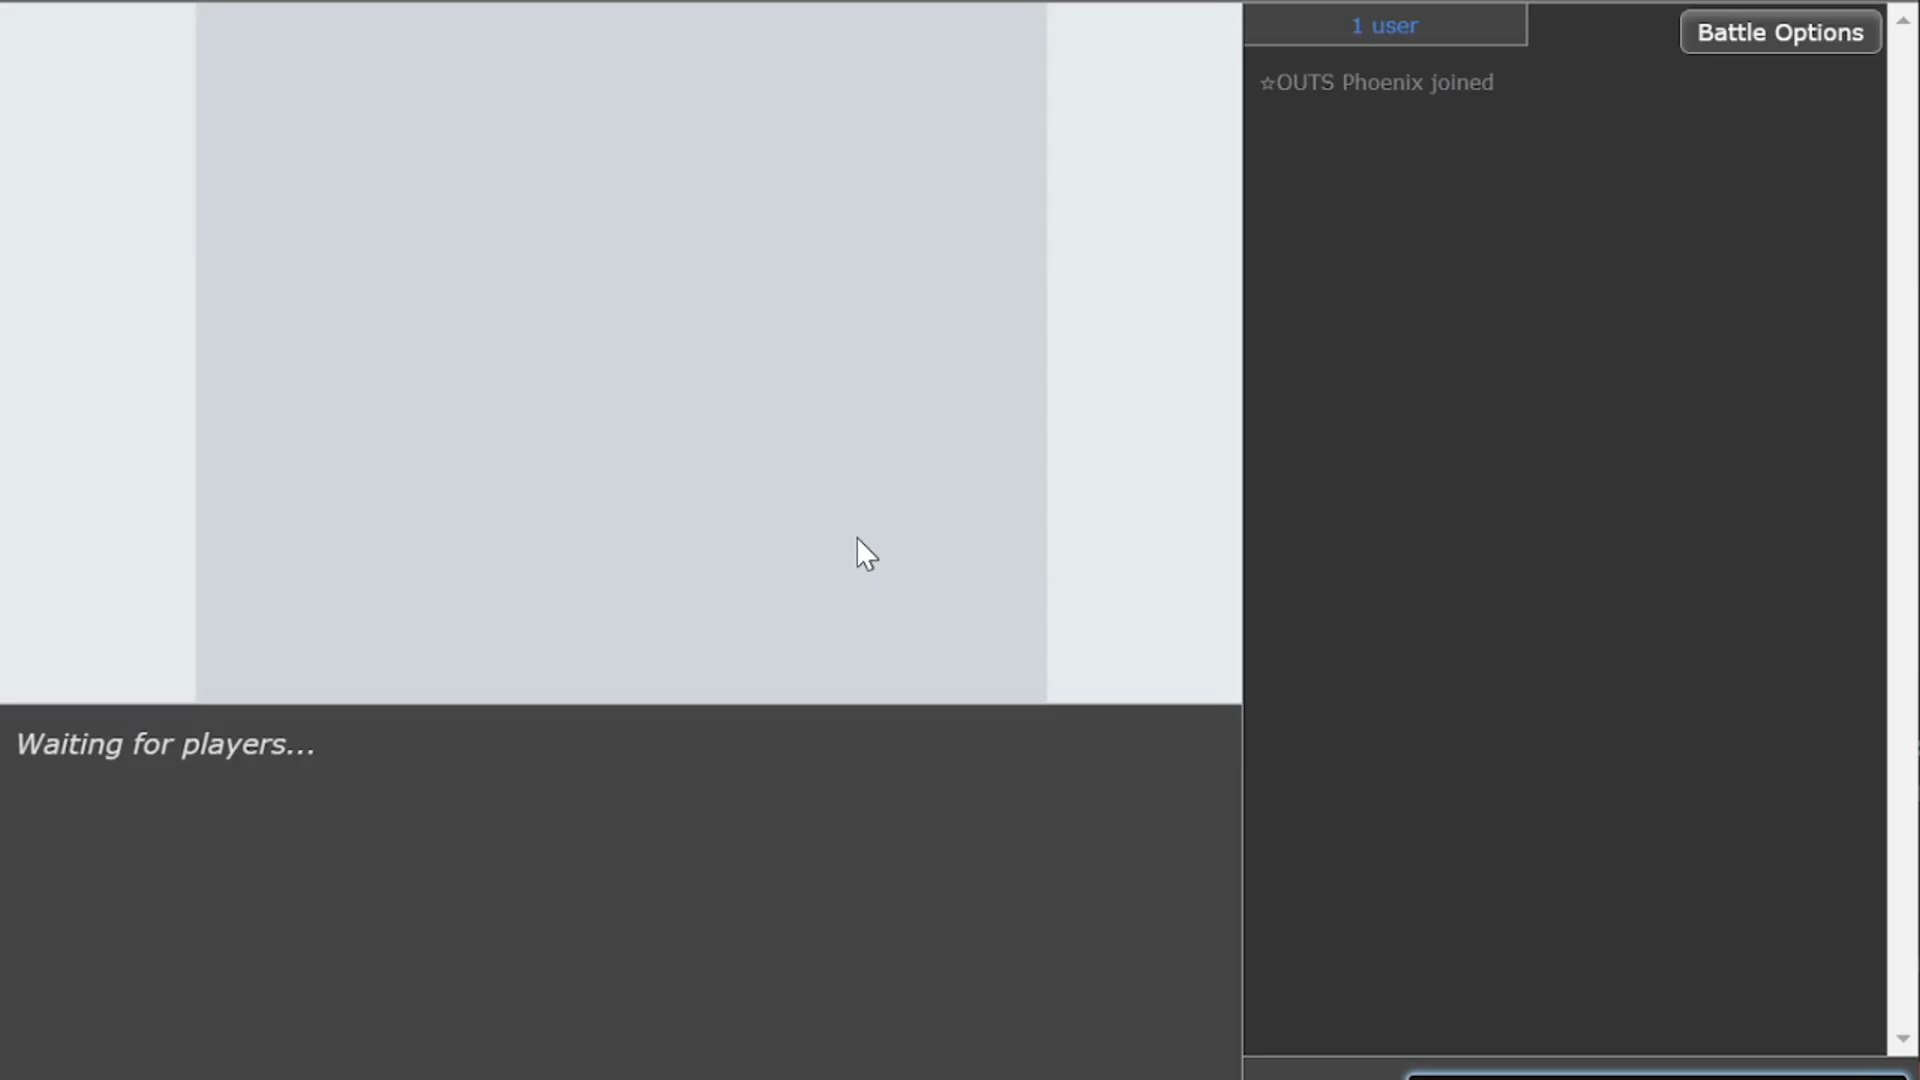 1 user
Battle Options
☆OUTS Phoenix joined
Waiting for players...